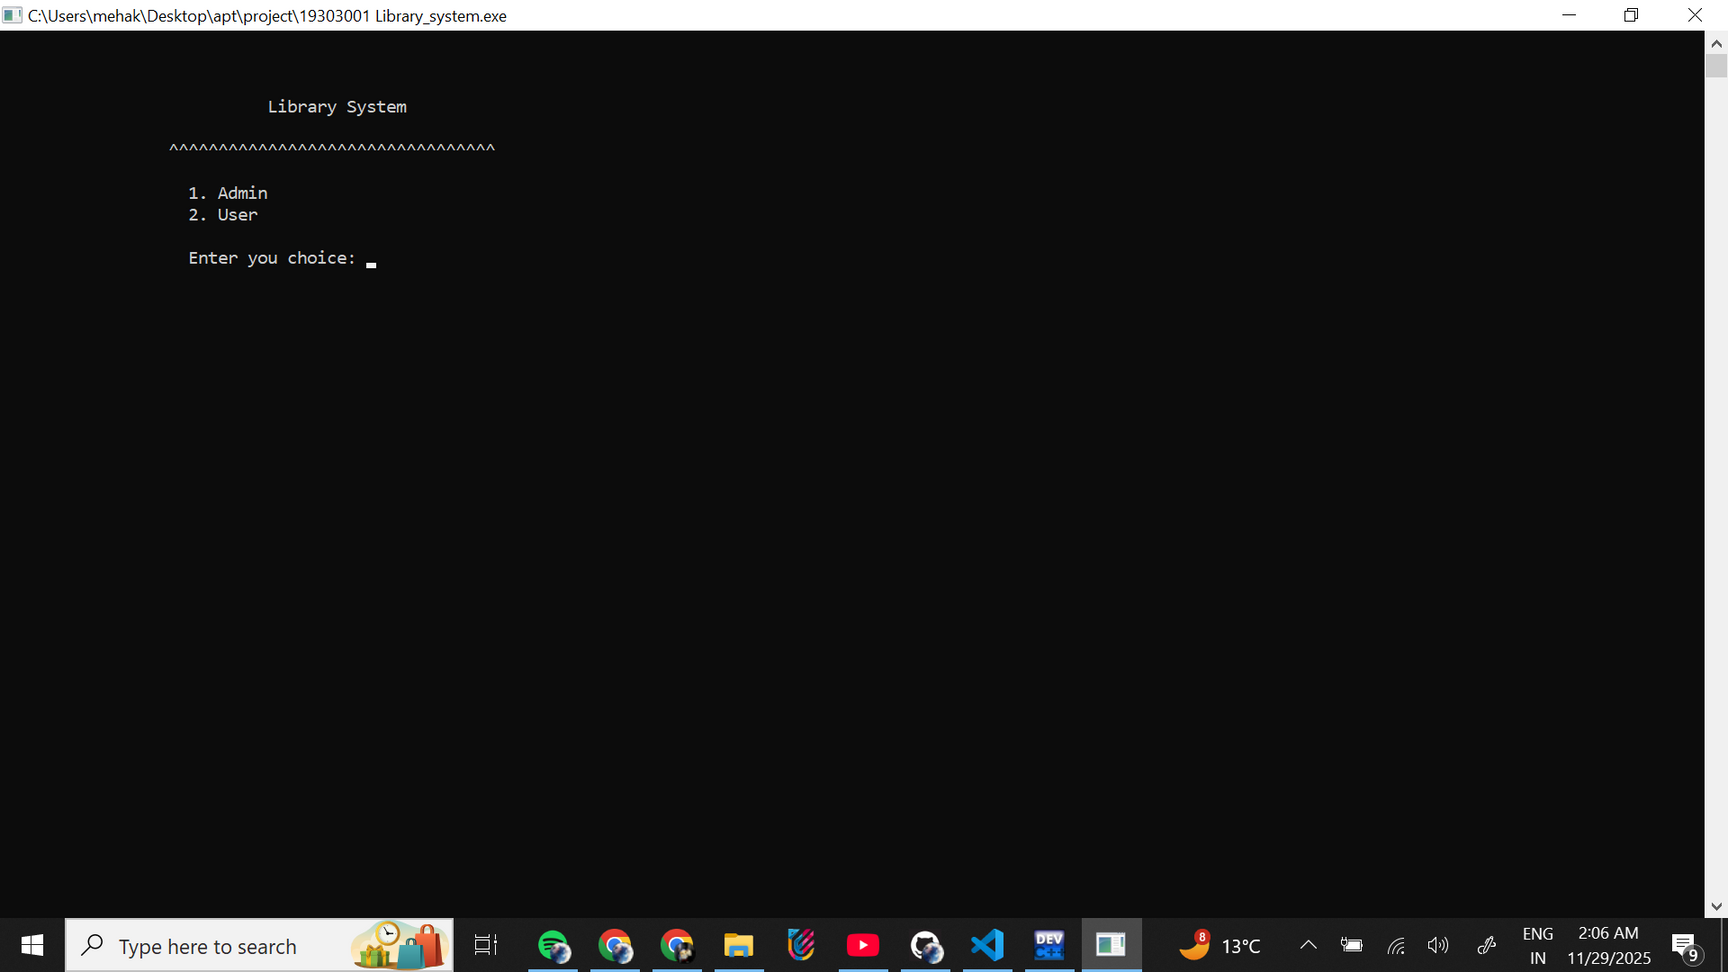 C:\Users\mehak\Desktop\apt\project\19303001 Library_system.exe
Library System
^^^^^^^^^^^^^^^^^^^^^^^^^^^^^^^^^
1. Admin
2. User
Enter you choice:
Type here to search
DEV
C++
8
13°C
ENG
IN
2:06 AM
11/29/2025
9